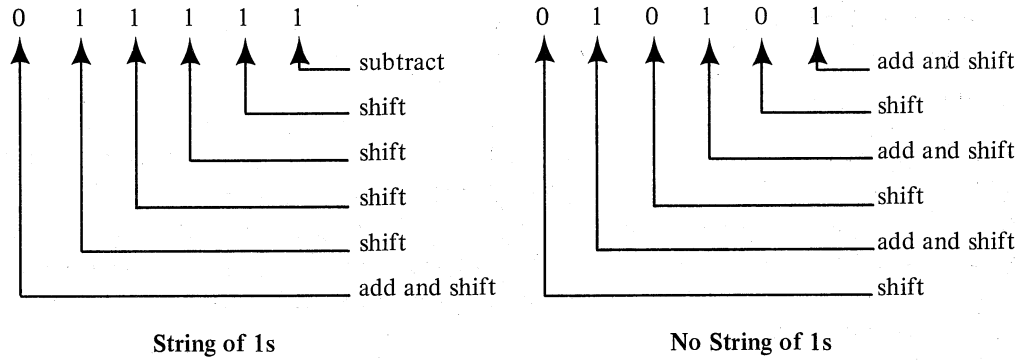 0 1 1 1 1 1
subtract
shift
shift
shift
shift
add and shift
String of 1s
0 1 0 1 0 1
add and shift
shift
add and shift
shift
add and shift
shift
No String of 1s